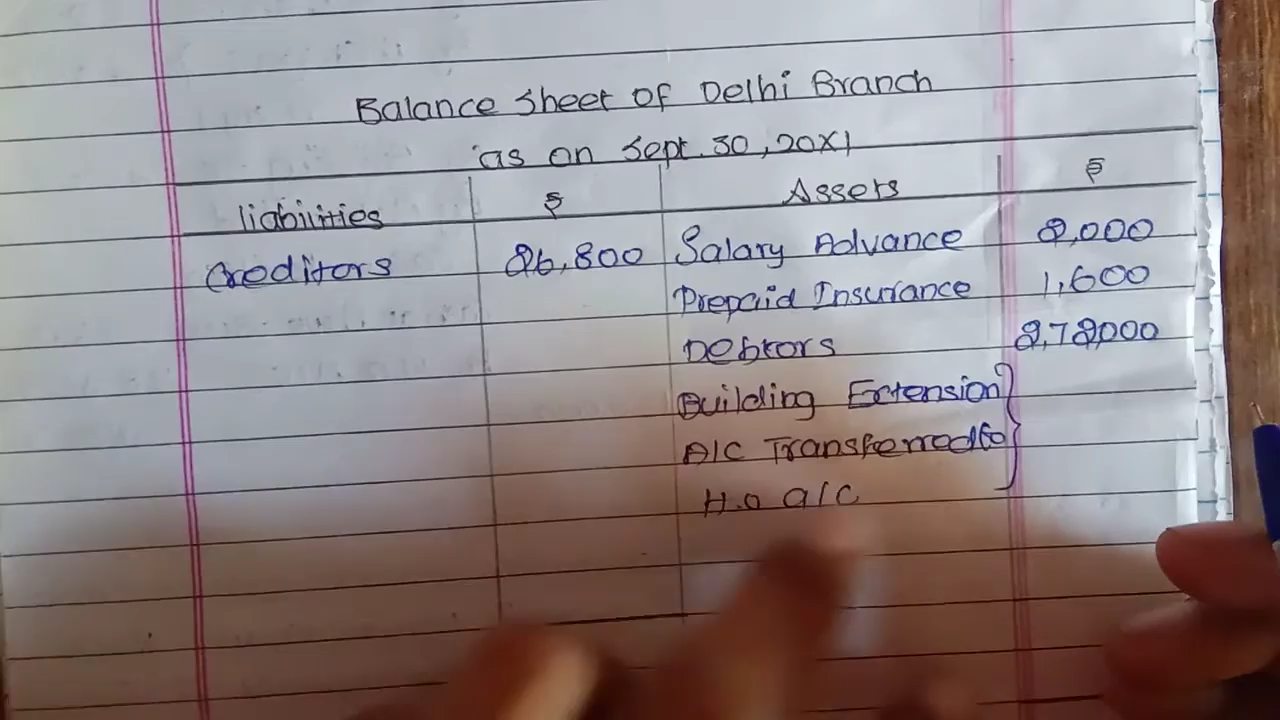 Balance Sheet of Delhi Branch
as on Sept. 30, 20X1
liabilities ₹ Assets ₹
Creditors 26,800 Salary Advance 2,000
Prepaid Insurance 1,600
Debtors 2,72,000
Building Extension
A/C Transferred to
H.O a/c